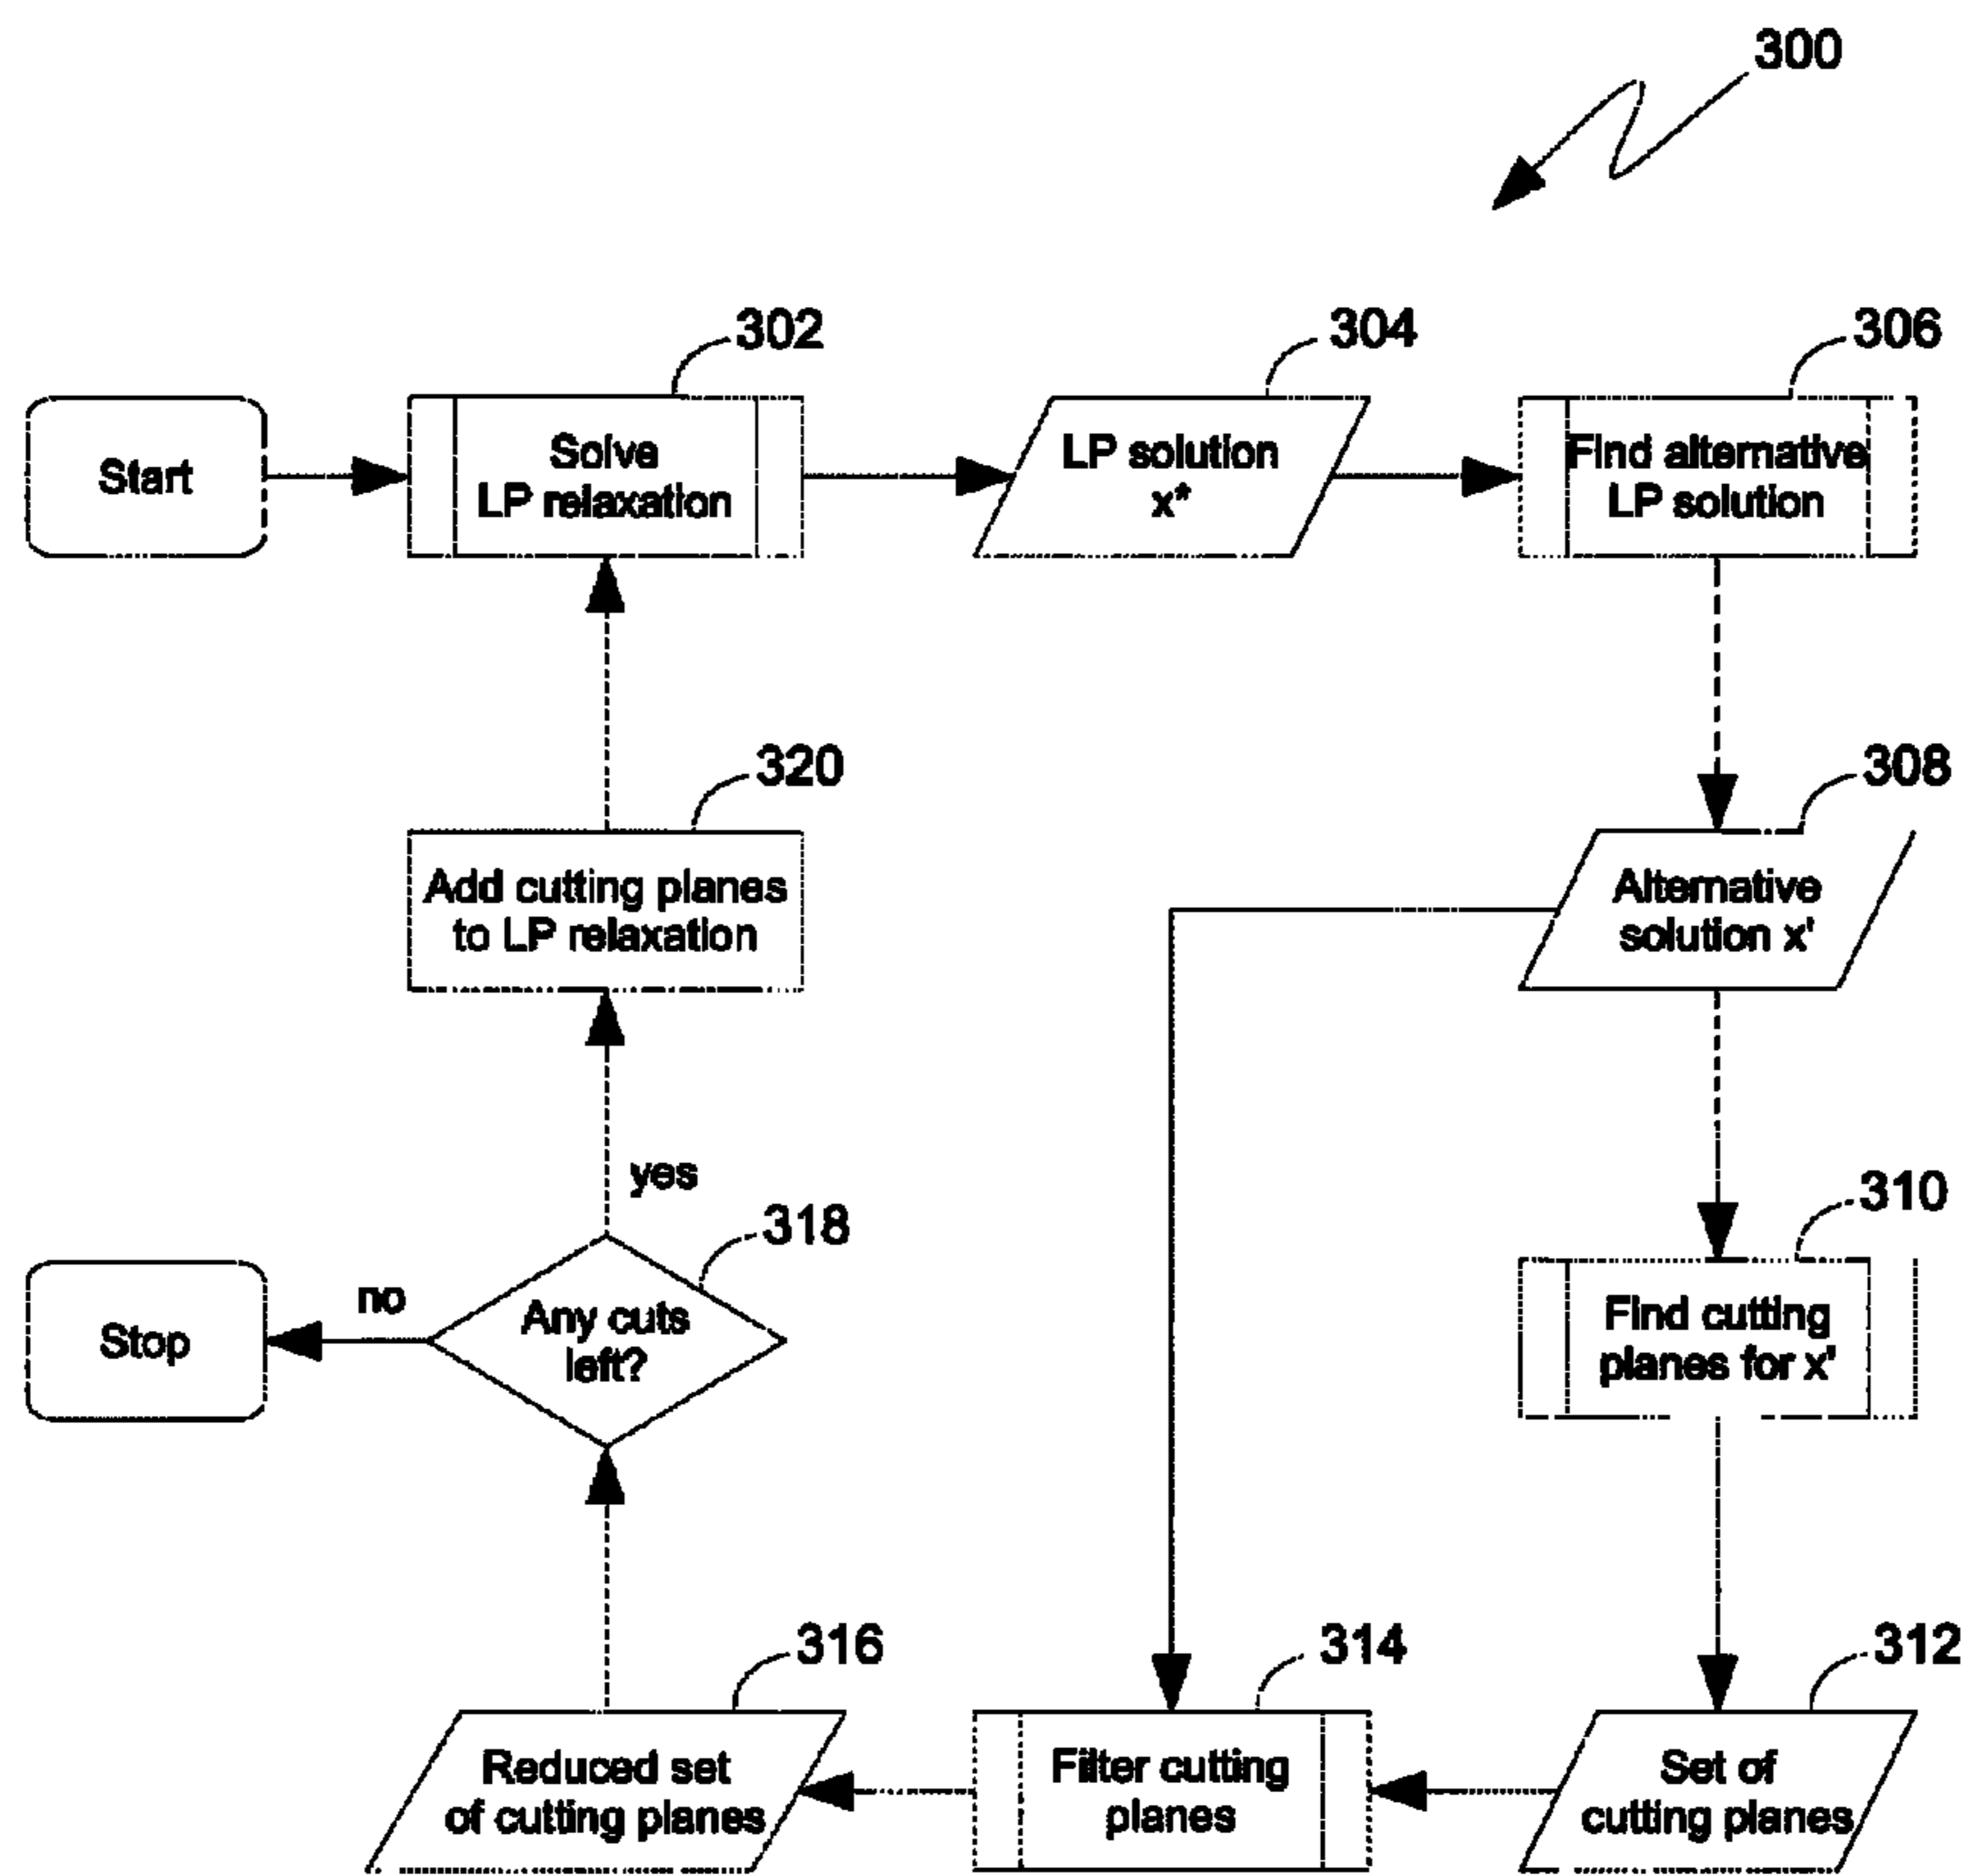 300
302
304
306
Start
Solve
LP relaxation
LP solution
x*
Find alternative
LP solution
320
308
Add cutting planes
to LP relaxation
Alternative
solution x'
yes
318
310
no
Stop
Any cuts
left?
Find cutting
planes for x'
316
314
312
Reduced set
of cutting planes
Filter cutting
planes
Set of
cutting planes